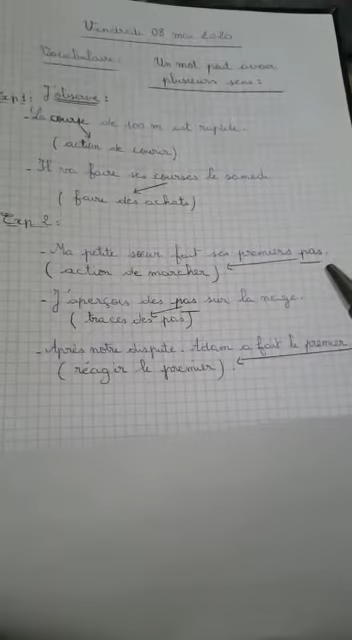 Vendredi 08 mai 2020
Vocabulaire : Un mot peut avoir
plusieurs sens :
Exp 1 : J'observe :
- La course de 100 m est rapide.
(action de courir)
- Il va faire ses courses le samedi
(faire des achats)
Exp 2 :
- Ma petite sœur fait ses premiers pas.
(action de marcher)
- J'aperçois des pas sur la neige.
(traces des pas)
- Après notre dispute. Adam a fait le premier
(réagir le premier).